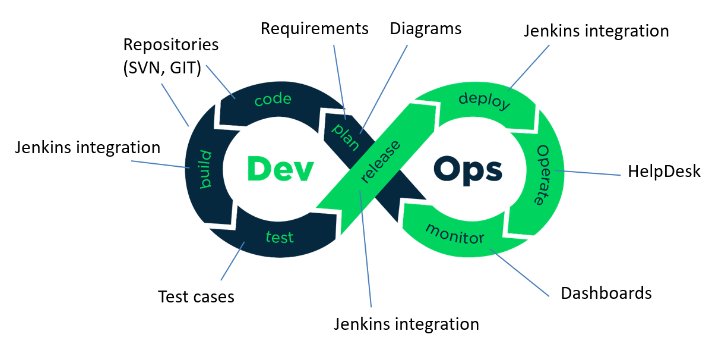 Requirements
Diagrams
Jenkins integration
Repositories
(SVN, GIT)
code
deploy
plan
Jenkins integration
build
Dev
release
Ops
Operate
HelpDesk
test
monitor
Test cases
Dashboards
Jenkins integration